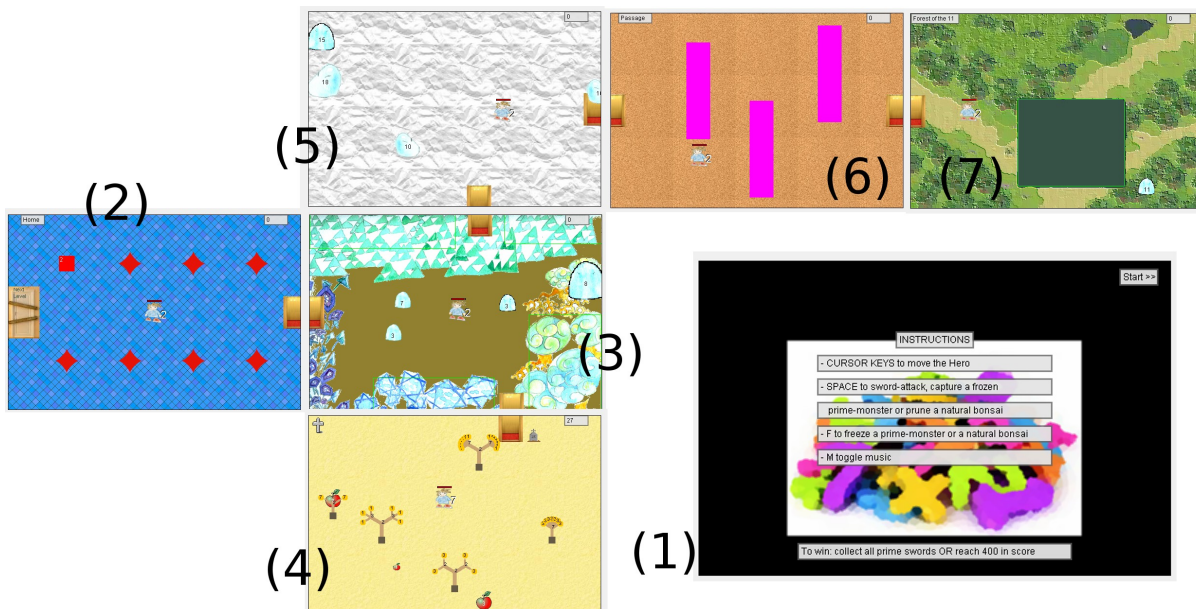 (5)
15
18
10
2
0
Passage
0
2
(6)
Forest of the 11
0
2
11
(7)
(2)
Home
0
2
2
Next
Level
0
7
3
3
2
8
(3)
27
7
(4)
Start >>
INSTRUCTIONS
- CURSOR KEYS to move the Hero
- SPACE to sword-attack, capture a frozen
prime-monster or prune a natural bonsai
- F to freeze a prime-monster or a natural bonsai
- M toggle music
To win: collect all prime swords OR reach 400 in score
(1)